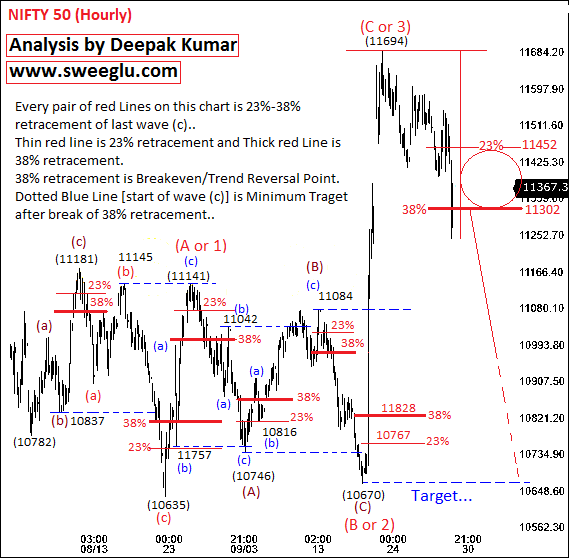 NIFTY 50 (Hourly)
Analysis by Deepak Kumar
www.sweeglu.com
Every pair of red Lines on this chart is 23%-38%
retracement of last wave (c)..
Thin red line is 23% retracement and Thick red Line is
38% retracement.
38% retracement is Breakeven/Trend Reversal Point.
Dotted Blue Line [start of wave (c)] is Minimum Traget
after break of 38% retracement..
(C or 3)
(11694)
11684.20
11597.90
11511.60
23% 11452
11425.30
11367.3
38% 11302
11252.70
11166.40
11080.10
10993.80
10907.50
10821.20
10734.90
10648.60
10562.30
(c)
(11181)
11145
(b)
23%
38%
(a)
(a)
(b) 10837
(10782)
(A or 1)
(c)
(11141)
23%
(b)
11042
38%
(a)
(a)
38%
23%
11757
(b)
(10635)
(c)
(B)
(c)
11084
23%
38%
(a)
38%
23%
10816
(b)
(c)
(10746)
(A)
11828 38%
10767 23%
(10670)
(C)
(B or 2)
Target...
00:00 00:00 21:00 02:00 00:00 21:00
08/13 23 09/03 13 24 30